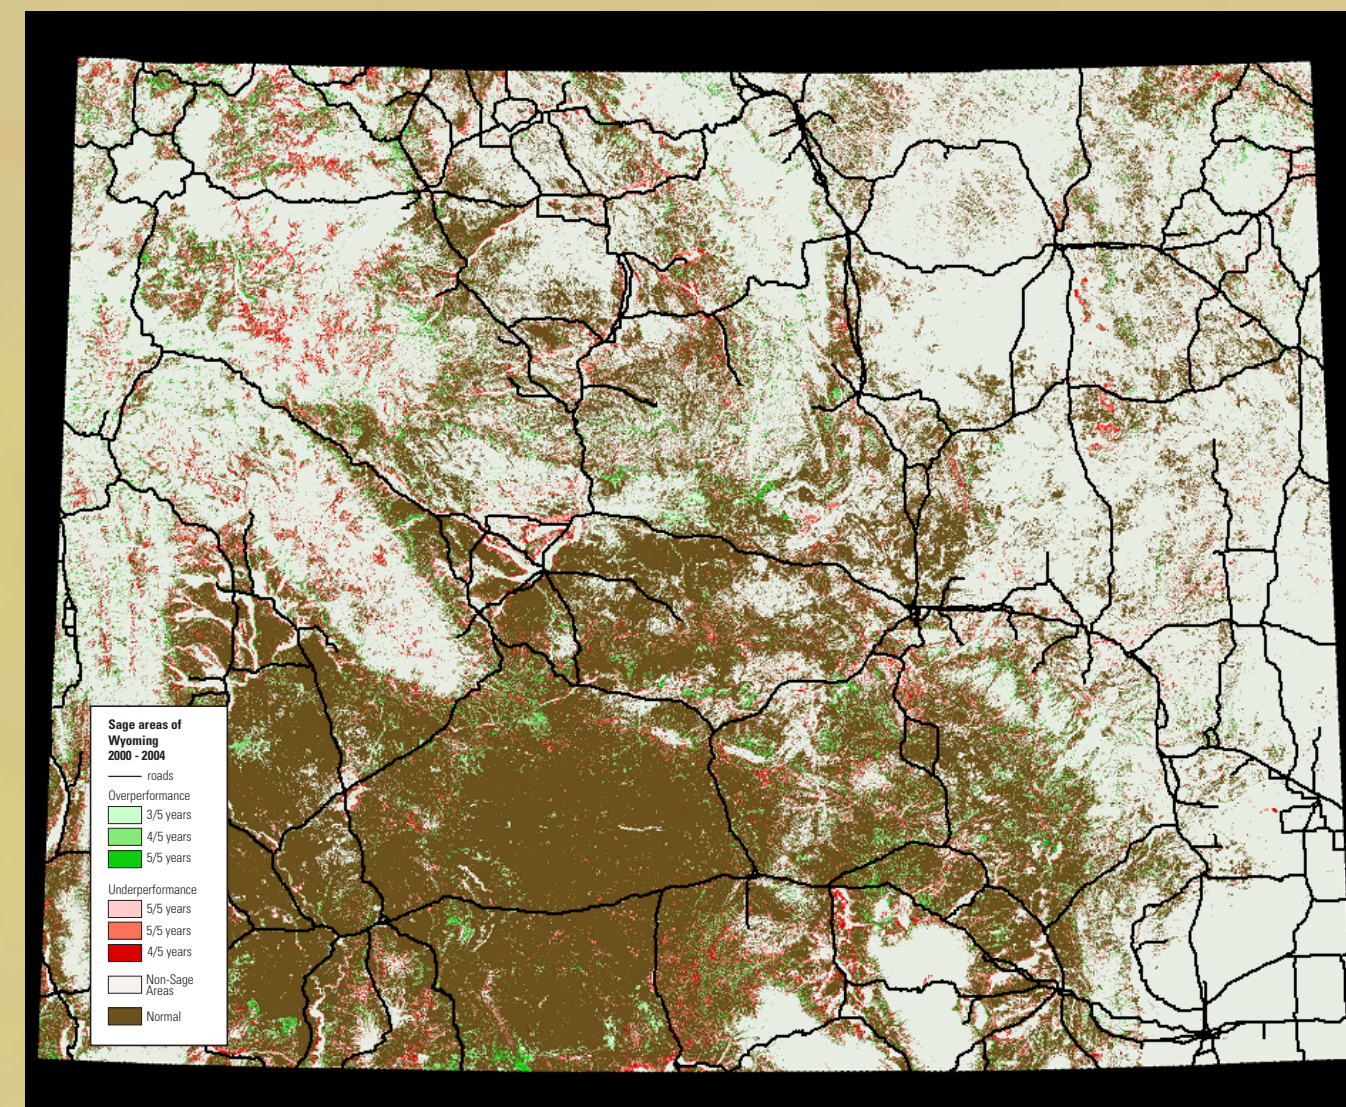 Sage areas of
Wyoming
2000 - 2004
roads
Overperformance
3/5 years
4/5 years
5/5 years
Underperformance
5/5 years
5/5 years
4/5 years
Non-Sage
Areas
Normal